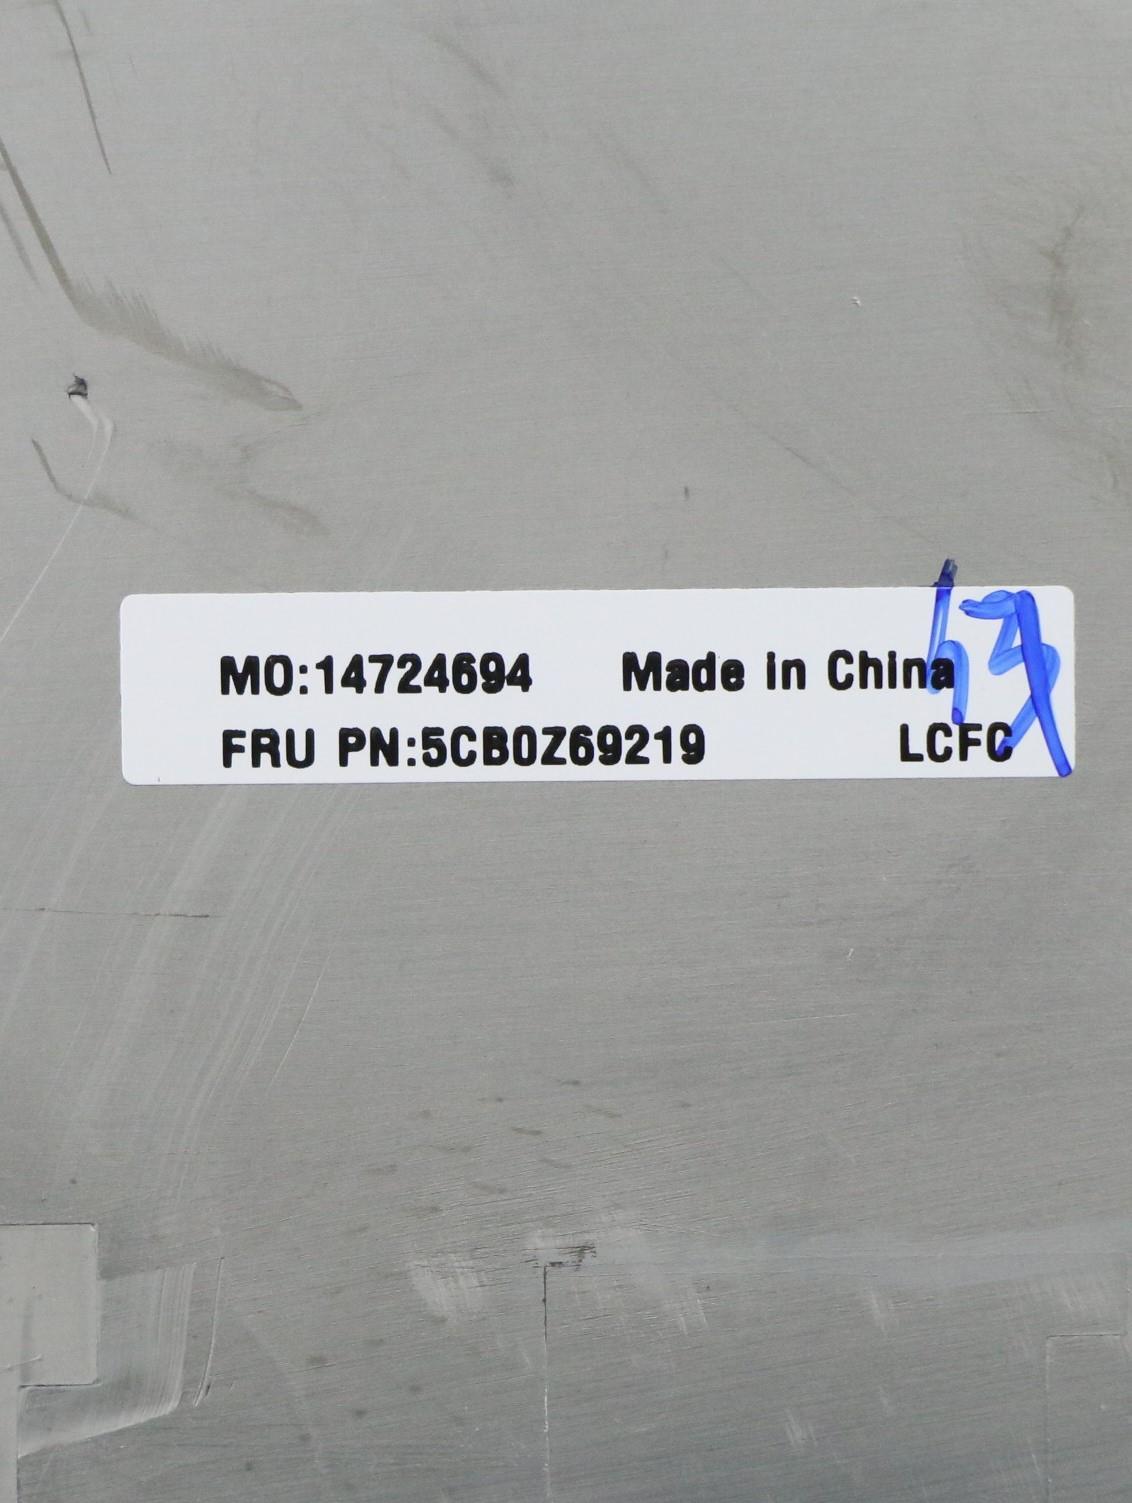 MO:14724694 Made in China
FRU PN:5CB0Z69219 LCFC